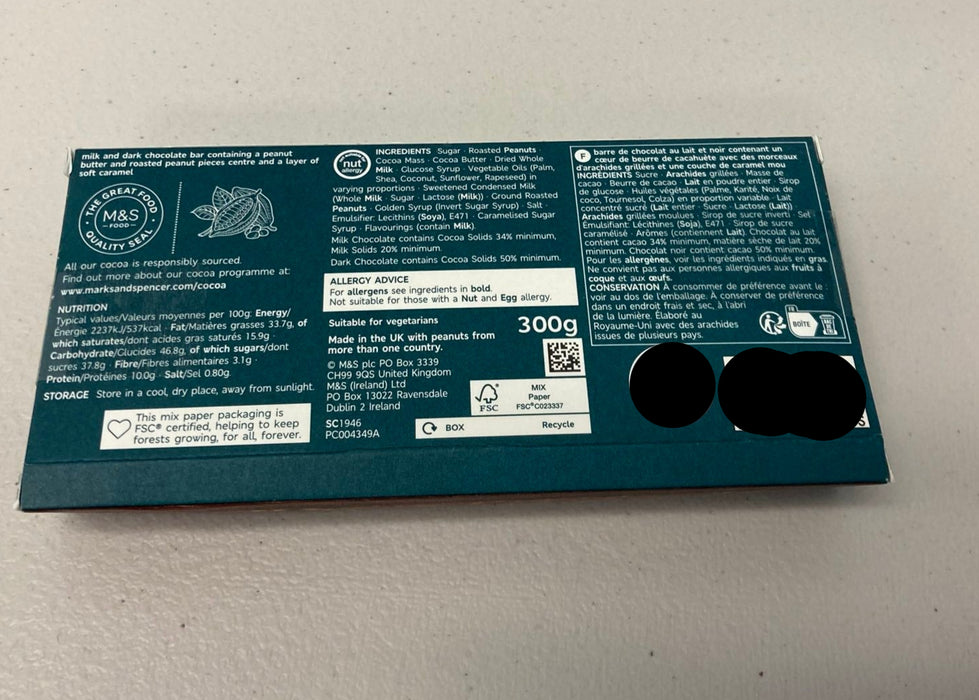 milk and dark chocolate bar containing a peanut
butter and roasted peanut pieces centre and a layer of
soft caramel
THE GREAT FOOD
M&S
FOOD
QUALITY SEAL
All our cocoa is responsibly sourced.
Find out more about our cocoa programme at:
www.marksandspencer.com/cocoa
NUTRITION
Typical values/Valeurs moyennes per 100g: Energy/
Énergie 2237kJ/537kcal · Fat/Matières grasses 33.7g, of
which saturates/dont acides gras saturés 15.9g ·
Carbohydrate/Glucides 46.8g, of which sugars/dont
sucres 37.8g · Fibre/Fibres alimentaires 3.1g ·
Protein/Protéines 10.0g · Salt/Sel 0.80g.
STORAGE Store in a cool, dry place, away from sunlight.
This mix paper packaging is
FSC® certified, helping to keep
forests growing, for all, forever.
nut
allergy
INGREDIENTS Sugar · Roasted Peanuts ·
Cocoa Mass · Cocoa Butter · Dried Whole
Milk · Glucose Syrup · Vegetable Oils (Palm,
Shea, Coconut, Sunflower, Rapeseed) in
varying proportions · Sweetened Condensed Milk
(Whole Milk · Sugar · Lactose (Milk)) · Ground Roasted
Peanuts · Golden Syrup (Invert Sugar Syrup) · Salt ·
Emulsifier: Lecithins (Soya), E471 · Caramelised Sugar
Syrup · Flavourings (contain Milk).
Milk Chocolate contains Cocoa Solids 34% minimum,
Milk Solids 20% minimum.
Dark Chocolate contains Cocoa Solids 50% minimum.
ALLERGY ADVICE
For allergens see ingredients in bold.
Not suitable for those with a Nut and Egg allergy.
Suitable for vegetarians
Made in the UK with peanuts from
more than one country.
© M&S plc PO Box 3339
CH99 9QS United Kingdom
M&S (Ireland) Ltd
PO Box 13022 Ravensdale
Dublin 2 Ireland
SC1946
PC004349A
300g
FSC
MIX
Paper
FSC® C023337
BOX Recycle
F barre de chocolat au lait et noir contenant un
cœur de beurre de cacahuète avec des morceaux
d'arachides grillées et une couche de caramel mou
INGRÉDIENTS Sucre · Arachides grillées · Masse de
cacao · Beurre de cacao · Lait en poudre entier · Sirop
de glucose · Huiles végétales (Palme, Karité, Noix de
coco, Tournesol, Colza) en proportion variable · Lait
concentré sucré (Lait entier · Sucre · Lactose (Lait)) ·
Arachides grillées moulues · Sirop de sucre inverti · Sel ·
Émulsifiant: Lécithines (Soja), E471 · Sirop de sucre
caramélisé · Arômes (contiennent Lait). Chocolat au lait
contient cacao 34% minimum, matière sèche de lait 20%
minimum. Chocolat noir contient cacao 50% minimum.
Pour les allergènes, voir les ingrédients indiqués en gras.
Ne convient pas aux personnes allergiques aux fruits à
coque et aux œufs.
CONSERVATION À consommer de préférence avant le :
voir au dos de l'emballage. À conserver de préférence
dans un endroit frais et sec, à l'abri
de la lumière. Élaboré au
Royaume-Uni avec des arachides
issues de plusieurs pays.
FR
BOÎTE